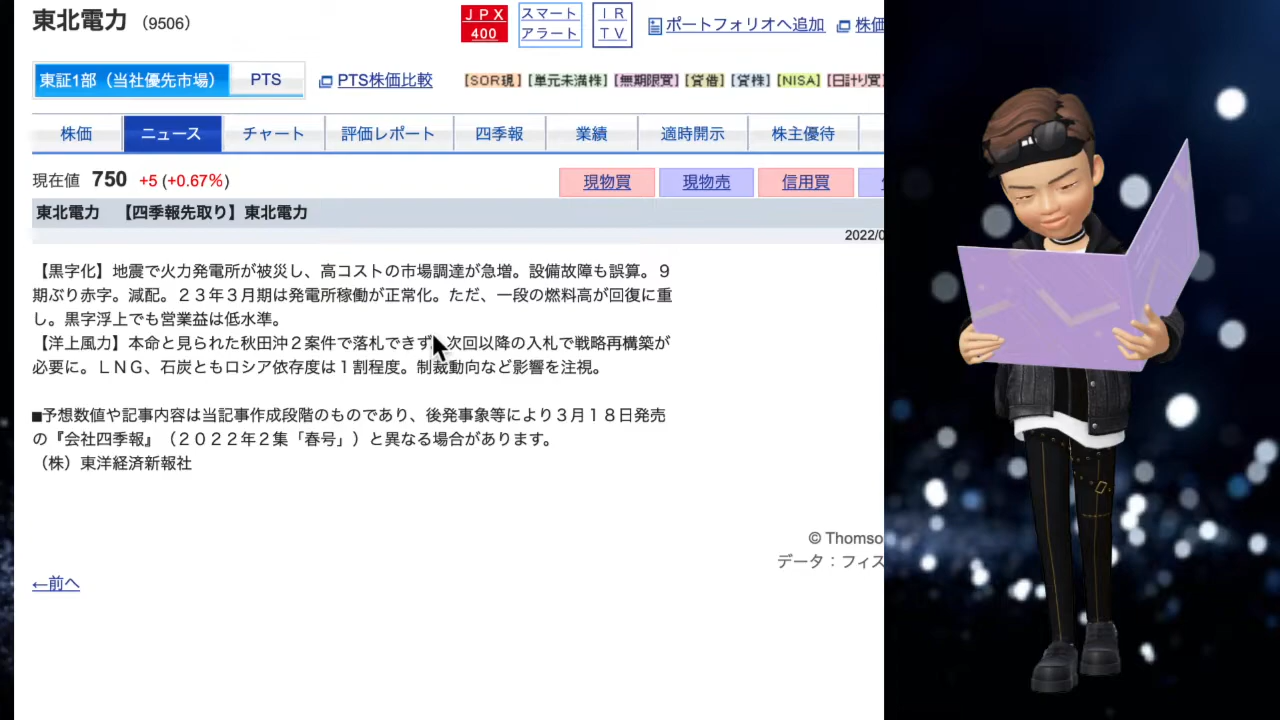 東北電力 (9506)
JPX
400
スマート
アラート
IR
TV
ポートフォリオへ追加
株価
東証1部（当社優先市場）
PTS
PTS株価比較
[SOR現] [単元未満株] [無期限買] [貸借] [貸株] [NISA] [日計り買]
株価
ニュース
チャート
評価レポート
四季報
業績
適時開示
株主優待
現在値 750 +5 (+0.67%)
現物買
現物売
信用買
東北電力 【四季報先取り】東北電力
2022/0
【黒字化】地震で火力発電所が被災し、高コストの市場調達が急増。設備故障も誤算。９
期ぶり赤字。減配。２３年３月期は発電所稼働が正常化。ただ、一段の燃料高が回復に重
し。黒字浮上でも営業益は低水準。
【洋上風力】本命と見られた秋田沖２案件で落札できず 次回以降の入札で戦略再構築が
必要に。ＬＮＧ、石炭ともロシア依存度は１割程度。制裁動向など影響を注視。
■予想数値や記事内容は当記事作成段階のものであり、後発事象等により３月１８日発売
の『会社四季報』（２０２２年２集「春号」）と異なる場合があります。
（株）東洋経済新報社
© Thomso
データ：フィス
←前へ